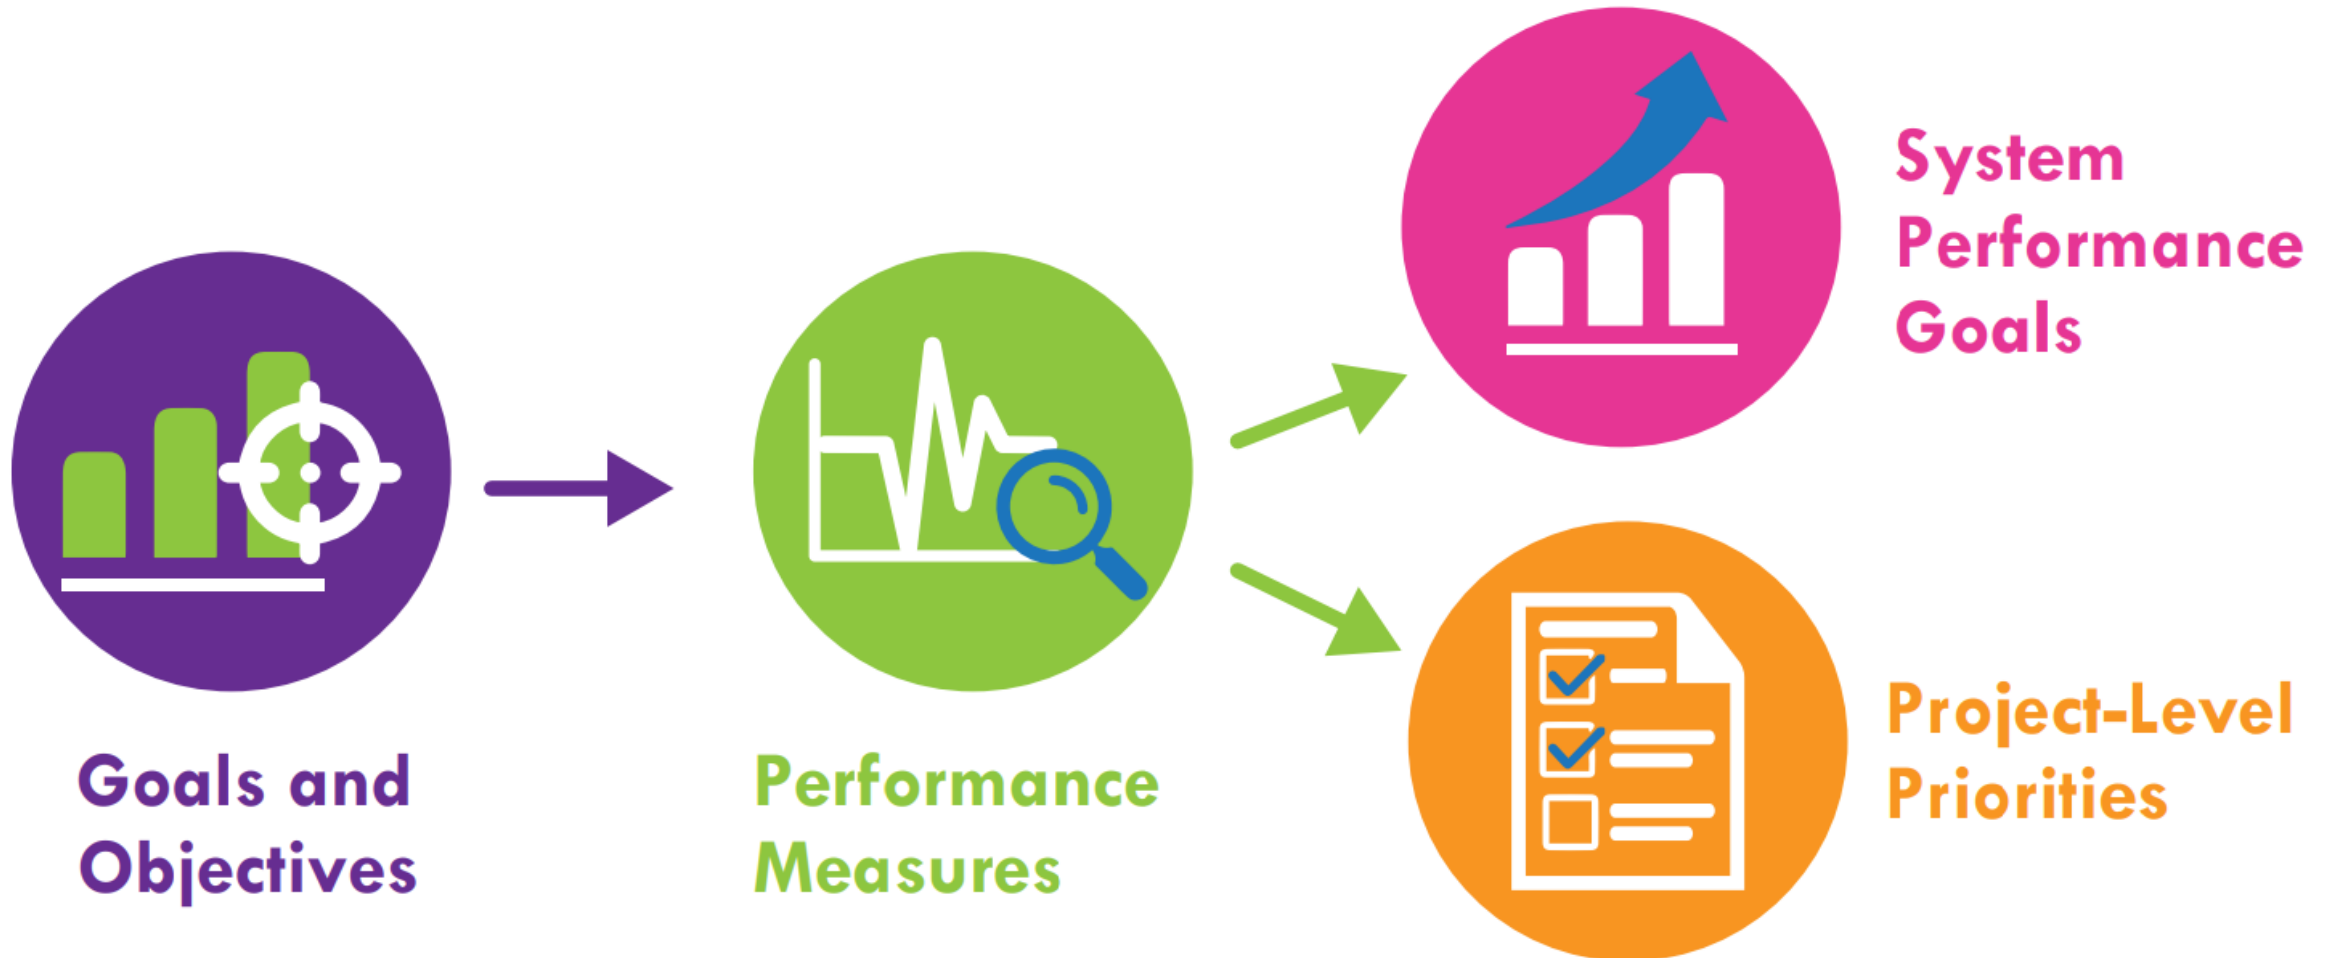 Goals and
Objectives
Performance
Measures
System
Performance
Goals
Project-Level
Priorities